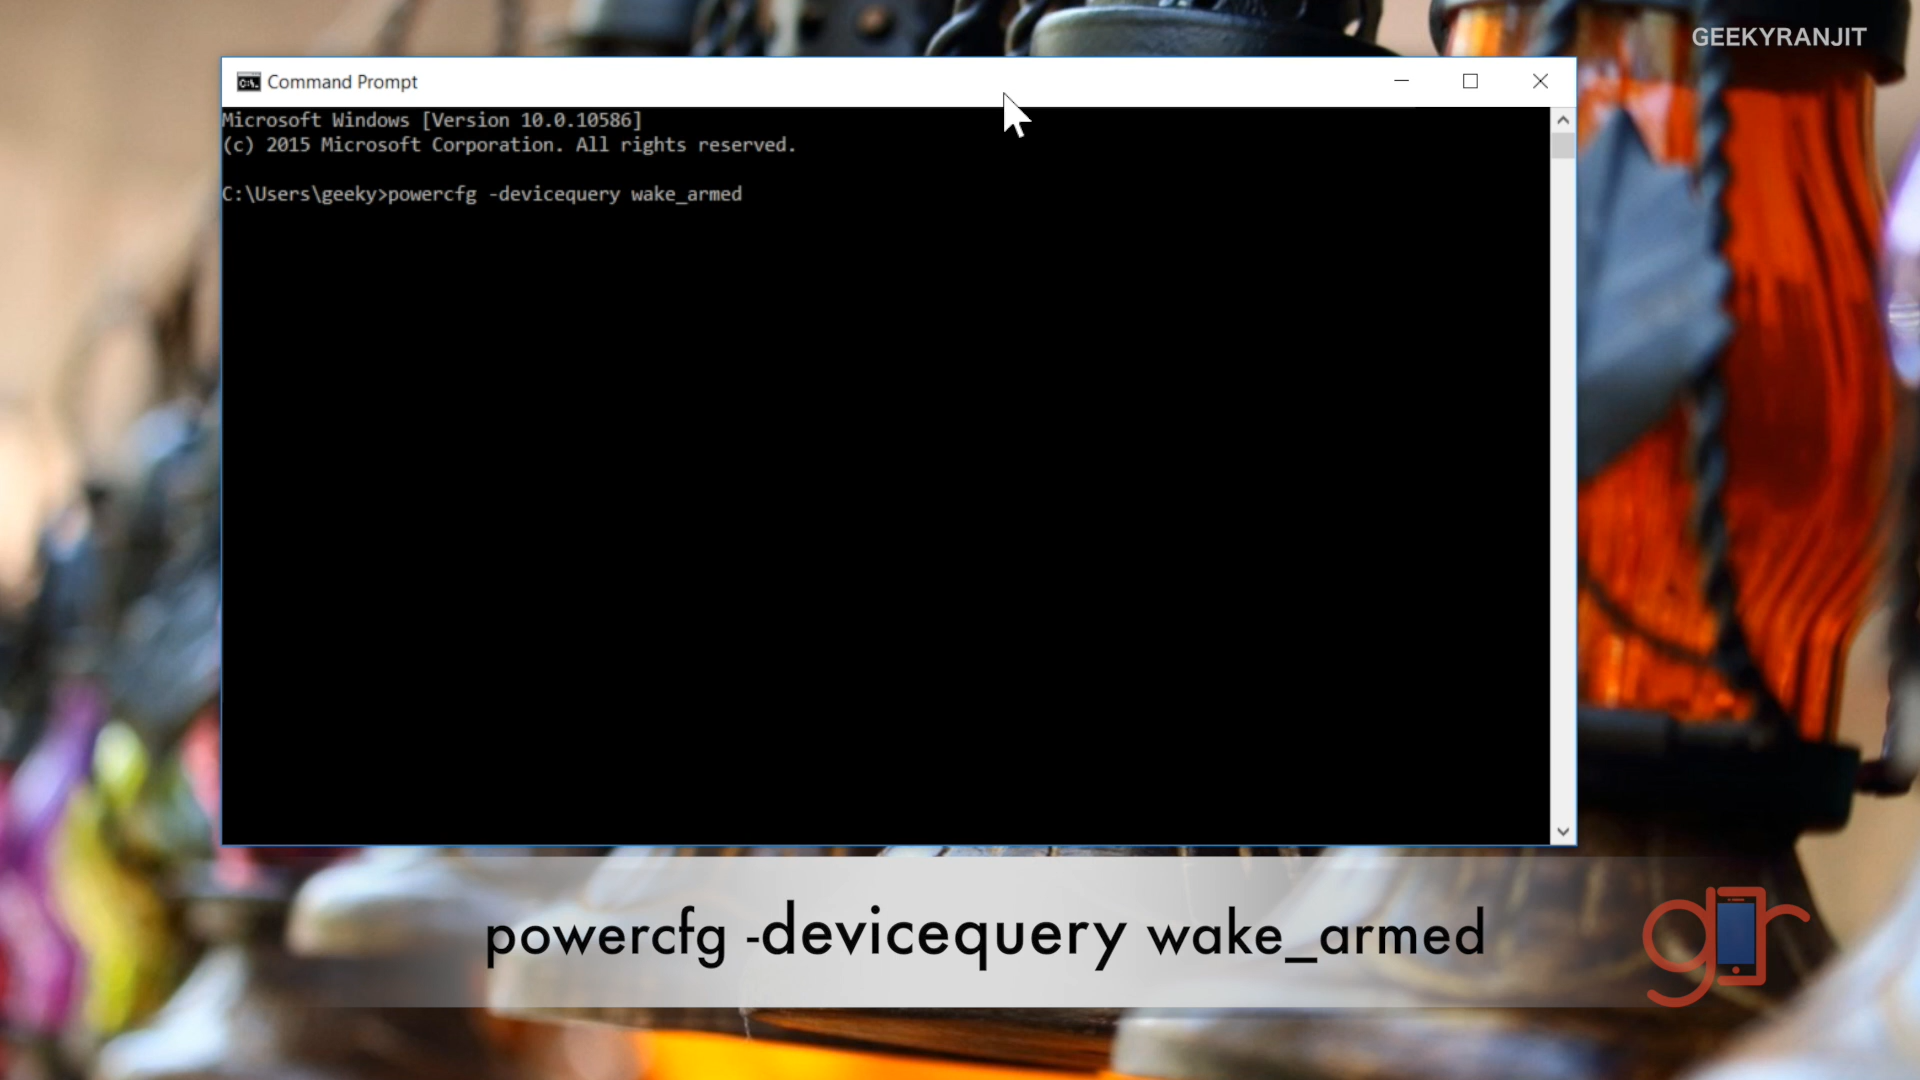 GEEKYRANJIT
Command Prompt
Microsoft Windows [Version 10.0.10586]
(c) 2015 Microsoft Corporation. All rights reserved.
C:\Users\geeky>powercfg -devicequery wake_armed
powercfg -devicequery wake_armed
gr